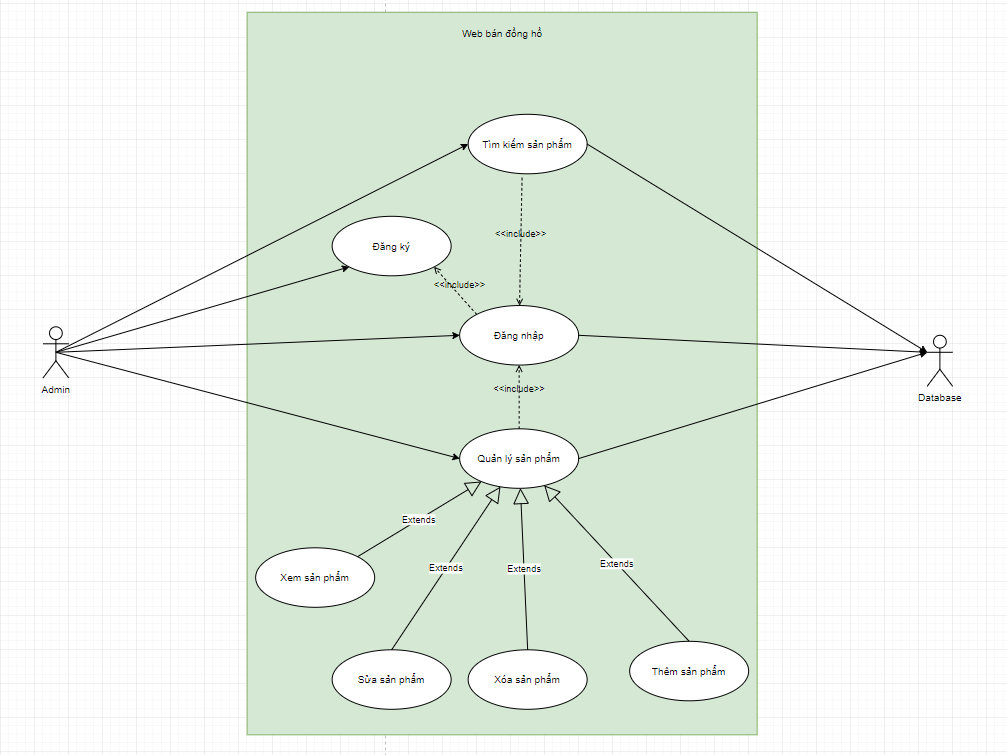 Web bán đồng hồ
Tìm kiếm sản phẩm
<<include>>
Đăng ký
<<include>>
Đăng nhập
Admin
Database
<<include>>
Quản lý sản phẩm
Extends
Extends
Extends
Extends
Xem sản phẩm
Sửa sản phẩm
Xóa sản phẩm
Thêm sản phẩm